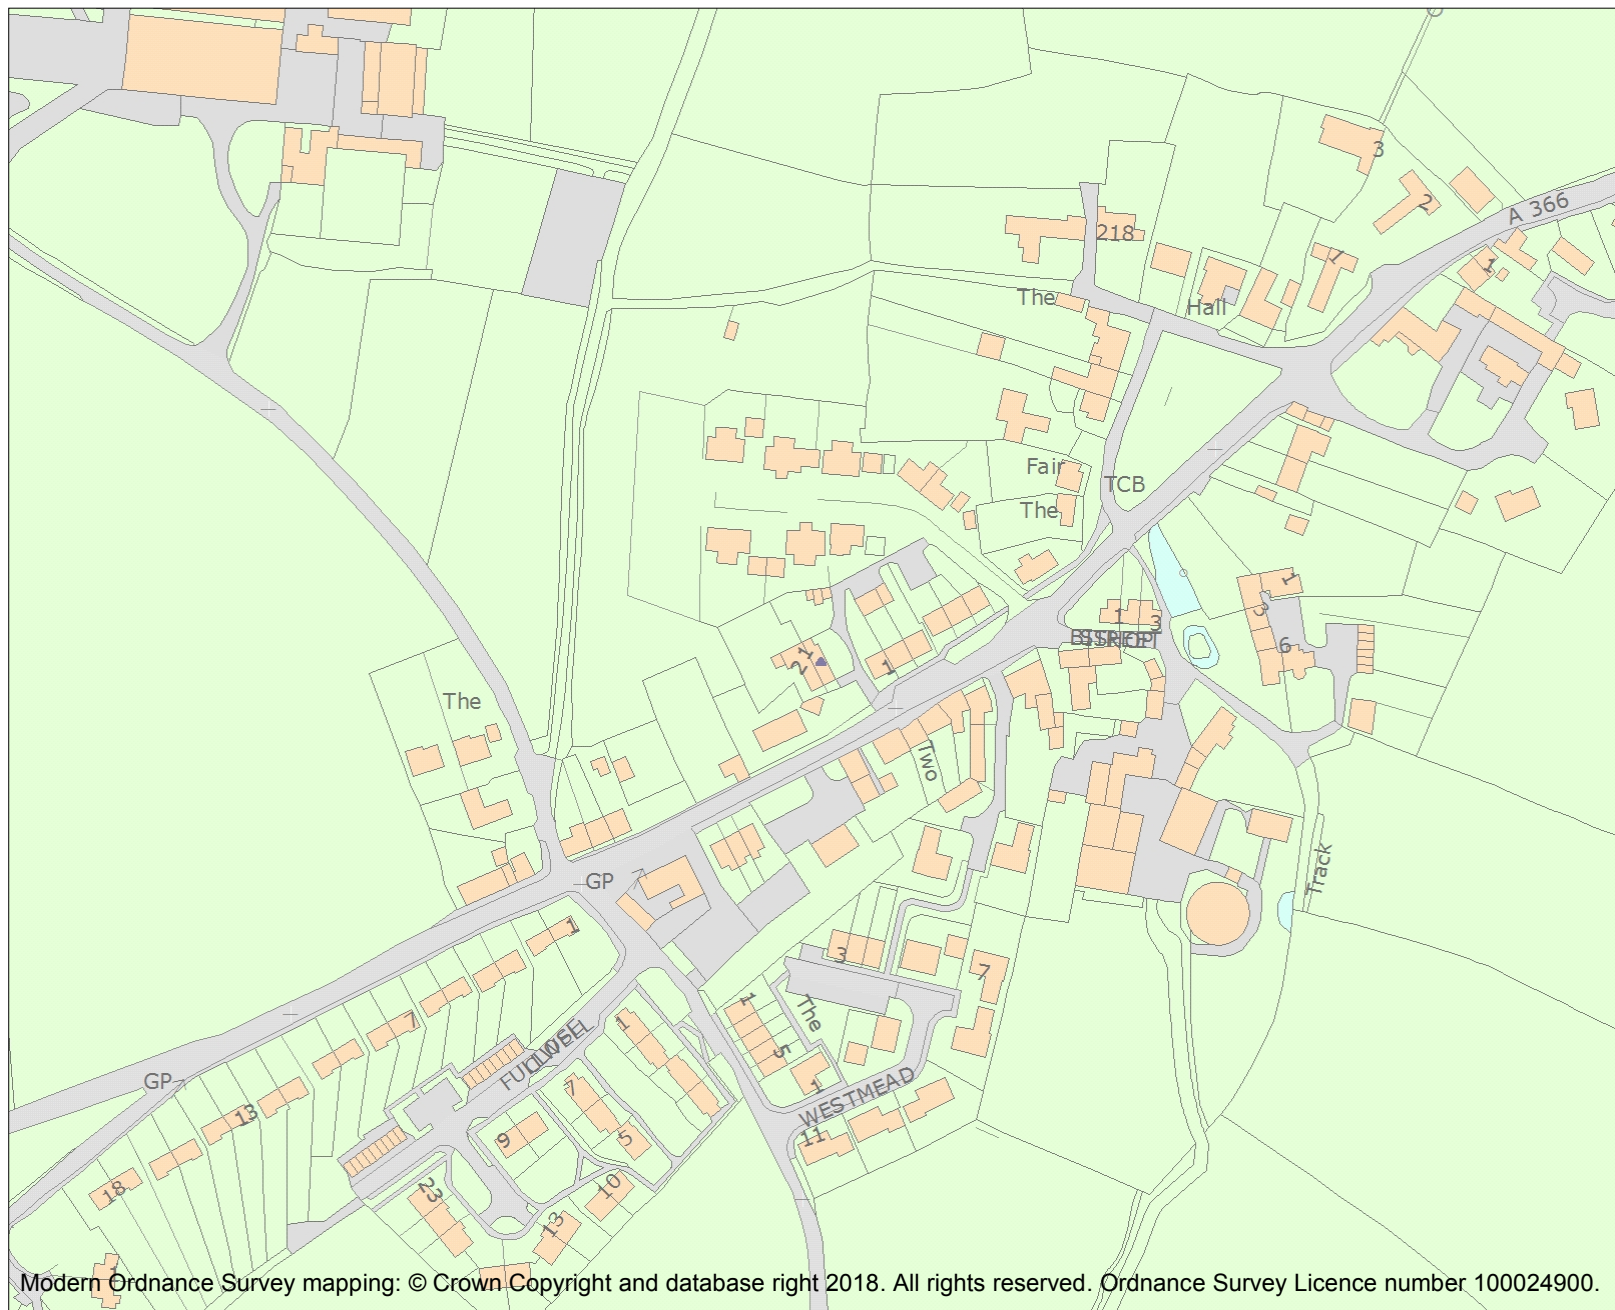 3
2
A 366
218
1
1
The
Hall
Fair
TCB
The
1
3
1
3
6
1
2
1
The
Two
GP
Track
1
3
7
1
The
7
1
5
FULLWELL
CLOSE
GP
1
WESTMEAD
13
7
11
9
5
18
23
10
13
1
Modern Ordnance Survey mapping: © Crown Copyright and database right 2018. All rights reserved. Ordnance Survey Licence number 100024900.